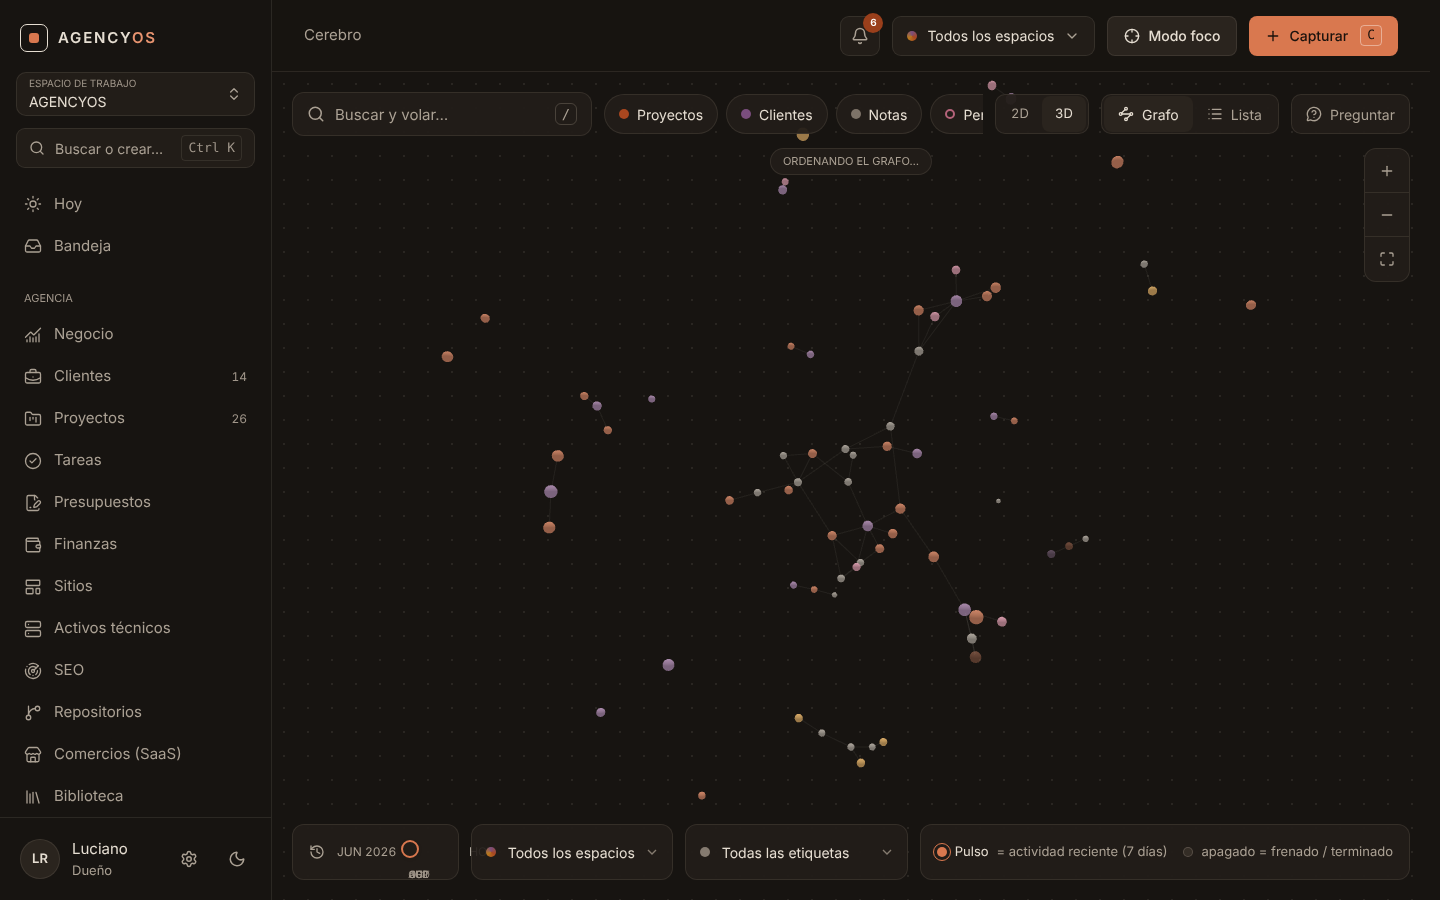 AGENCYOS
ESPACIO DE TRABAJO
AGENCYOS
Buscar o crear... Ctrl K
Hoy
Bandeja
AGENCIA
Negocio
Clientes 14
Proyectos 26
Tareas
Presupuestos
Finanzas
Sitios
Activos técnicos
SEO
Repositorios
Comercios (SaaS)
Biblioteca
LR
Luciano
Dueño
Cerebro
6
Todos los espacios
Modo foco
Capturar C
Buscar y volar... /
Proyectos
Clientes
Notas
Per
2D
3D
Grafo
Lista
Preguntar
ORDENANDO EL GRAFO...
JUN 2026
Todos los espacios
Todas las etiquetas
Pulso = actividad reciente (7 días)
apagado = frenado / terminado